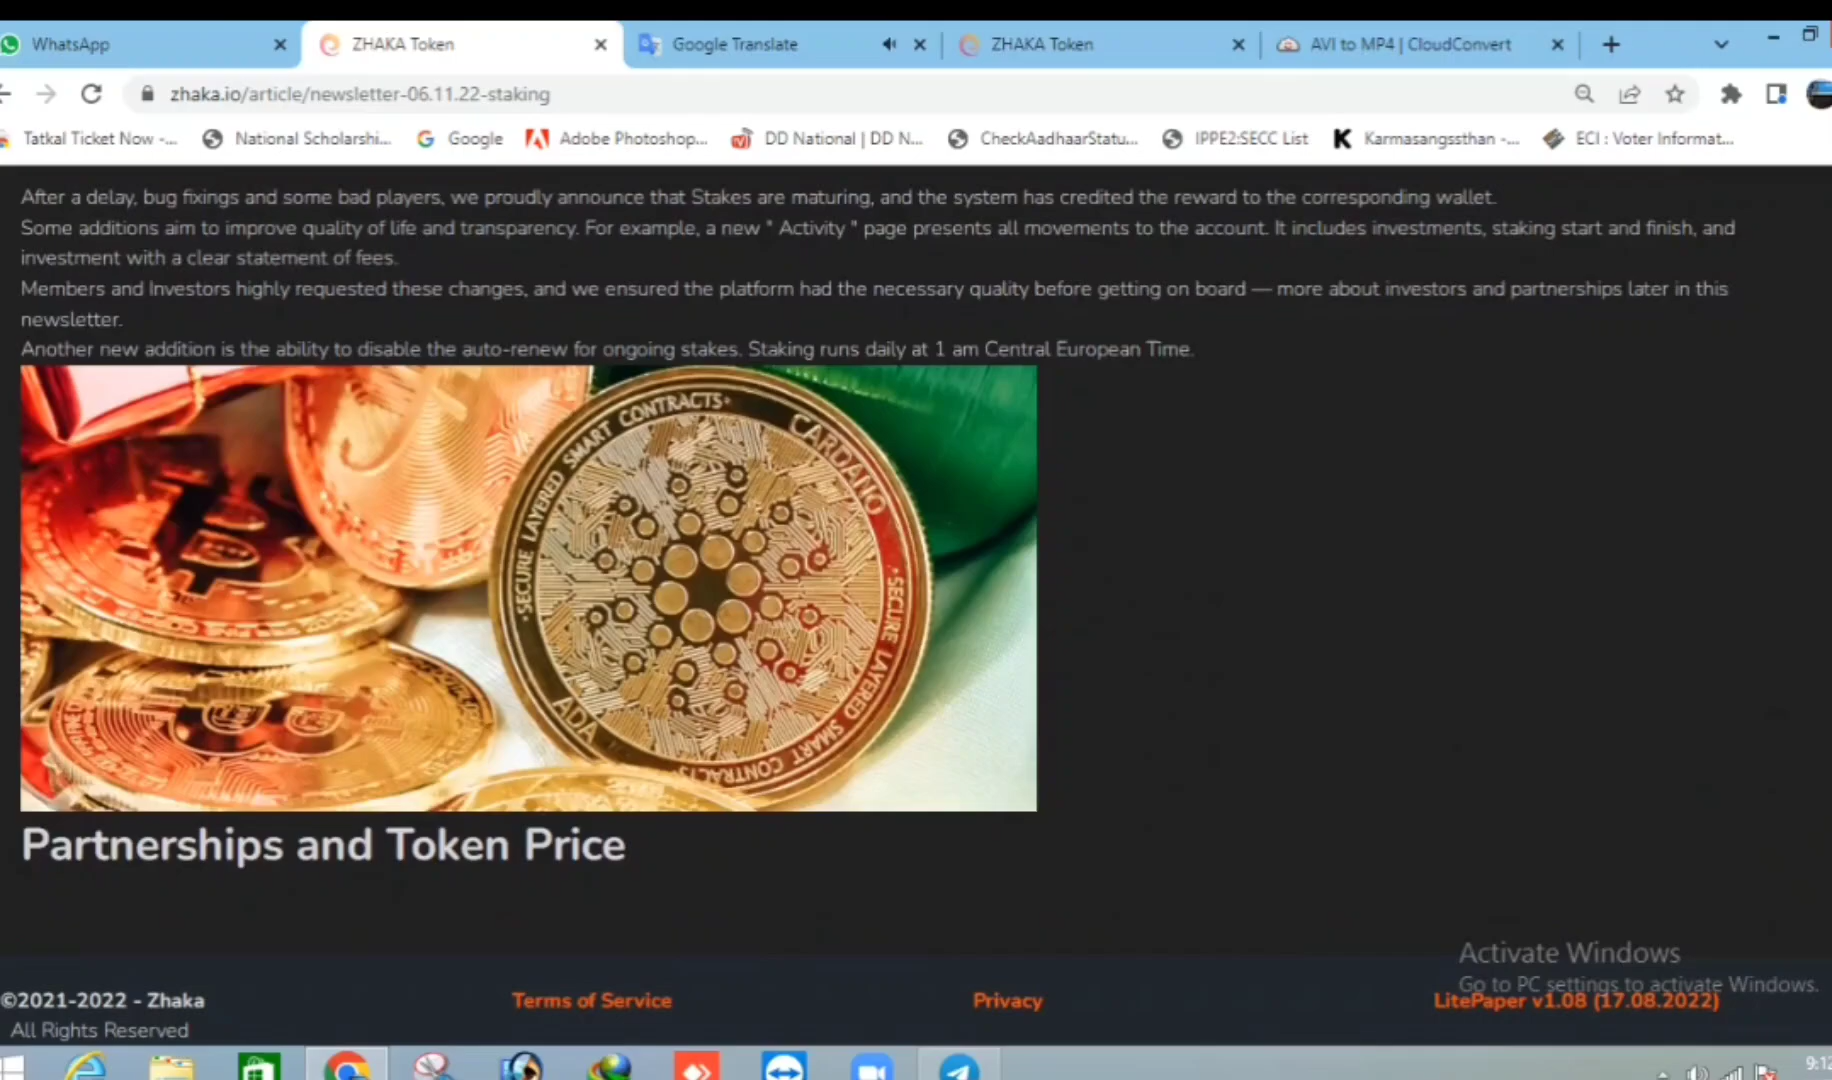 WhatsApp
ZHAKA Token
Google Translate
ZHAKA Token
AVI to MP4 | CloudConvert
zhaka.io/article/newsletter-06.11.22-staking
Tatkal Ticket Now -...
National Scholarshi...
Google
Adobe Photoshop...
DD National | DD N...
CheckAadhaarStatu...
IPPE2:SECC List
Karmasangssthan -...
ECI : Voter Informat...
After a delay, bug fixings and some bad players, we proudly announce that Stakes are maturing, and the system has credited the reward to the corresponding wallet.
Some additions aim to improve quality of life and transparency. For example, a new " Activity " page presents all movements to the account. It includes investments, staking start and finish, and
investment with a clear statement of fees.
Members and Investors highly requested these changes, and we ensured the platform had the necessary quality before getting on board — more about investors and partnerships later in this
newsletter.
Another new addition is the ability to disable the auto-renew for ongoing stakes. Staking runs daily at 1 am Central European Time.
CARDANO
SECURE LAYERED SMART CONTRACTS
ADA
SECURE LAYERED SMART CONTRACTS
Partnerships and Token Price
Activate Windows
Go to PC settings to activate Windows.
©2021-2022 - Zhaka
Terms of Service
Privacy
LitePaper v1.08 (17.08.2022)
All Rights Reserved